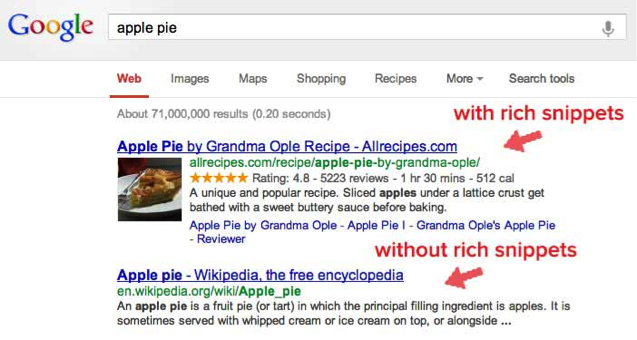 Google
apple pie
Web Images Maps Shopping Recipes More Search tools
About 71,000,000 results (0.20 seconds)
with rich snippets
Apple Pie by Grandma Ople Recipe - Allrecipes.com
allrecipes.com/recipe/apple-pie-by-grandma-ople/
Rating: 4.8 - 5223 reviews - 1 hr 30 mins - 512 cal
A unique and popular recipe. Sliced apples under a lattice crust get
bathed with a sweet buttery sauce before baking.
Apple Pie by Grandma Ople - Apple Pie I - Grandma Ople's Apple Pie
- Reviewer
without rich snippets
Apple pie - Wikipedia, the free encyclopedia
en.wikipedia.org/wiki/Apple_pie
An apple pie is a fruit pie (or tart) in which the principal filling ingredient is apples. It is
sometimes served with whipped cream or ice cream on top, or alongside ...